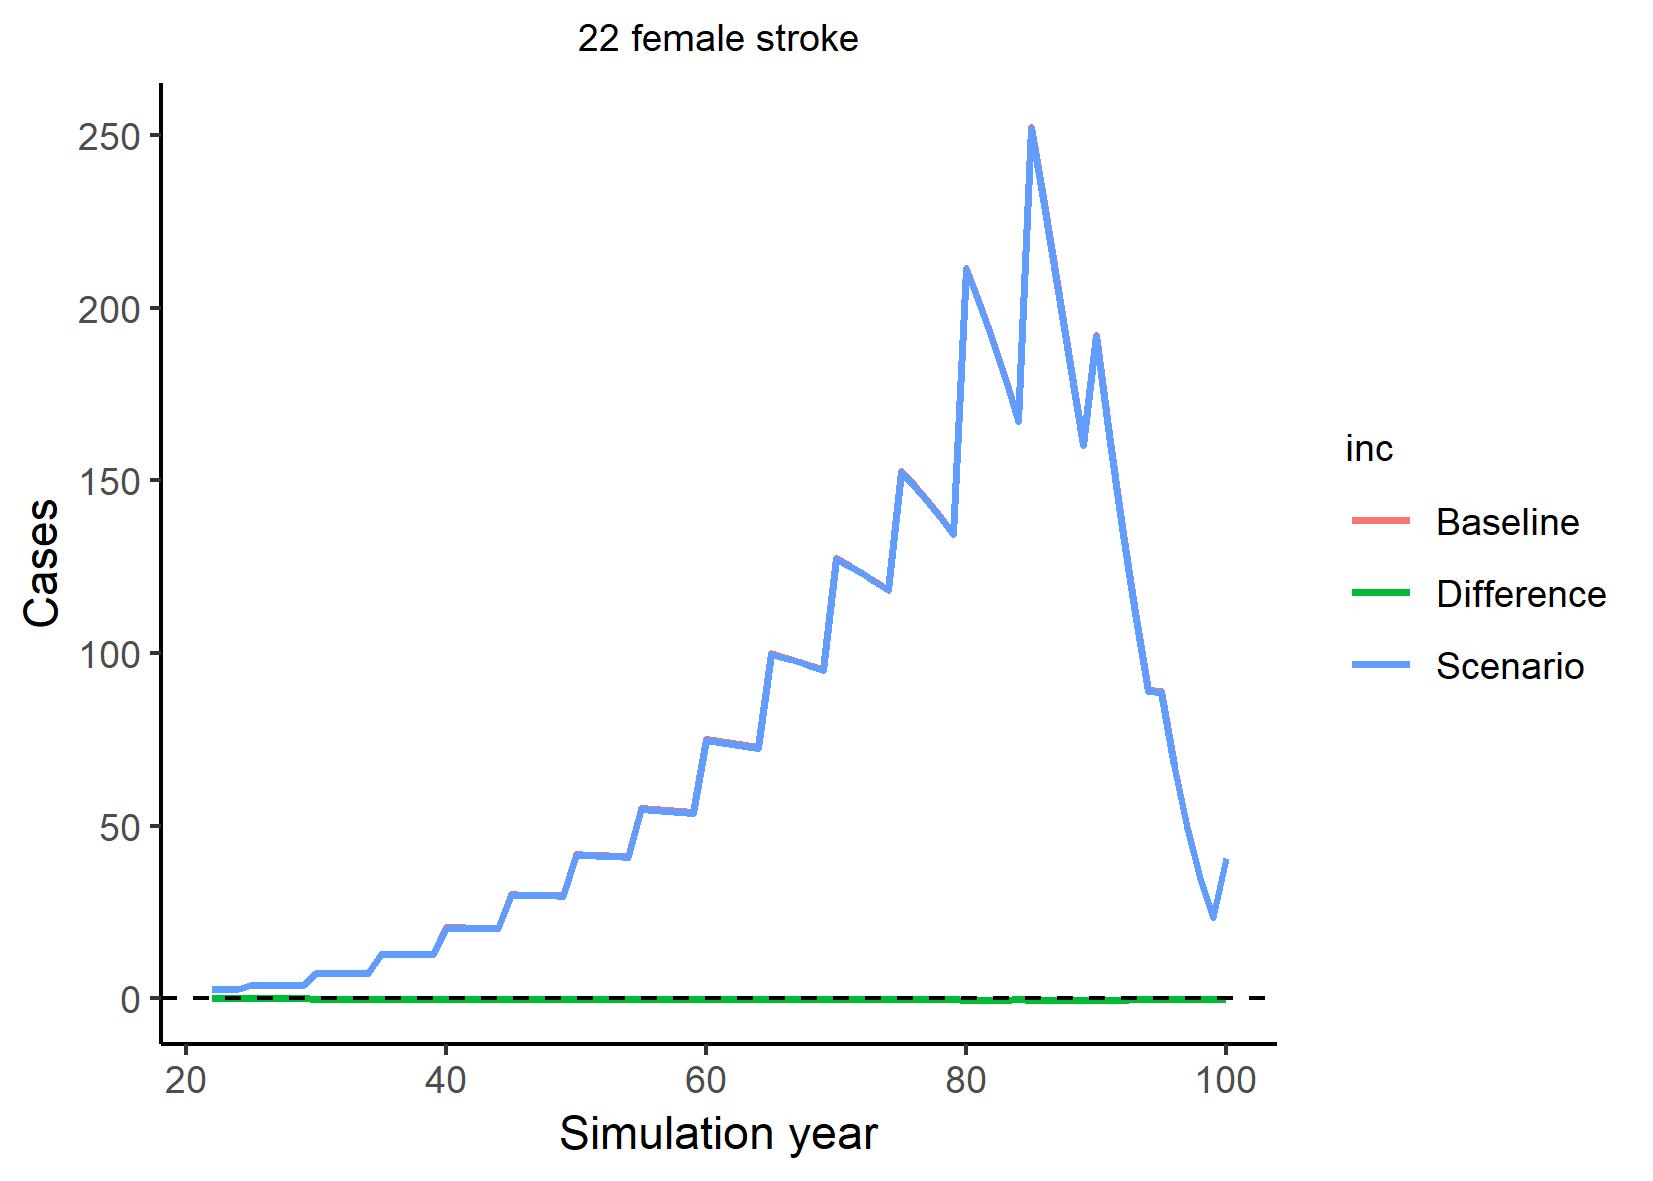 22 female stroke
Cases
250
200
150
100
50
0
20 40 60 80 100
Simulation year
inc
Baseline
Difference
Scenario